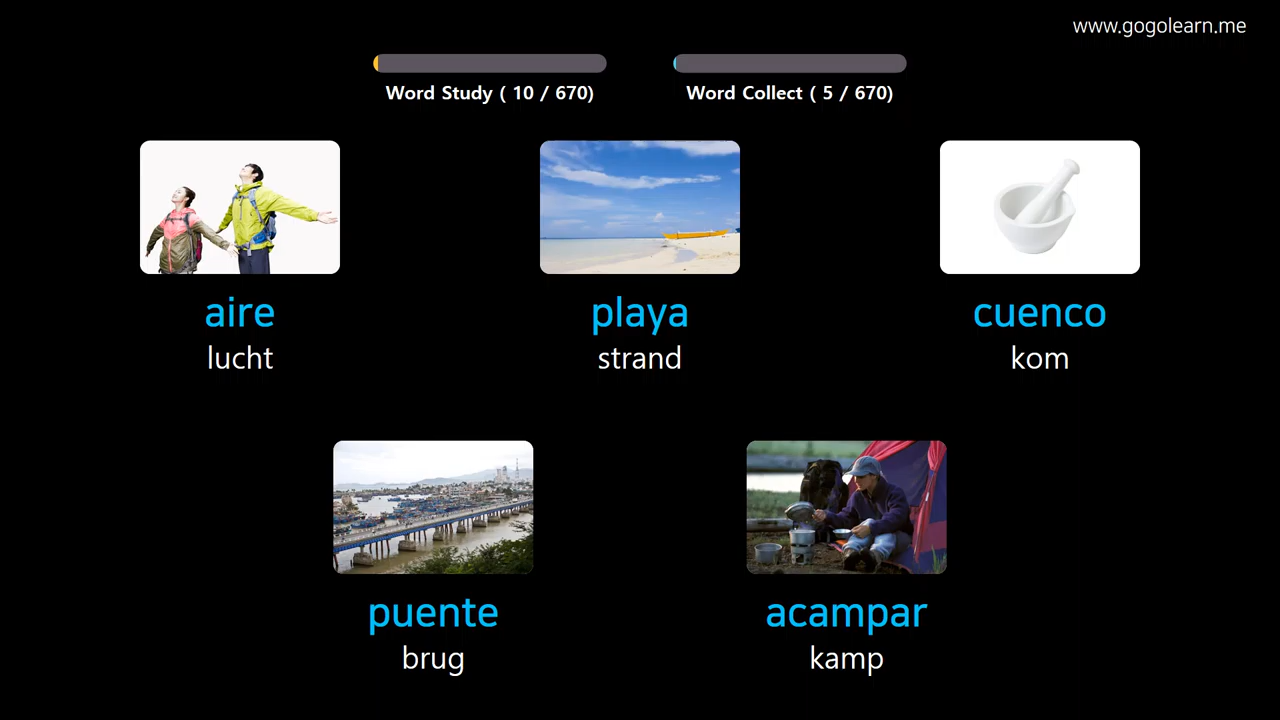 www.gogolearn.me
Word Study ( 10 / 670)
Word Collect ( 5 / 670)
aire
lucht
playa
strand
cuenco
kom
puente
brug
acampar
kamp